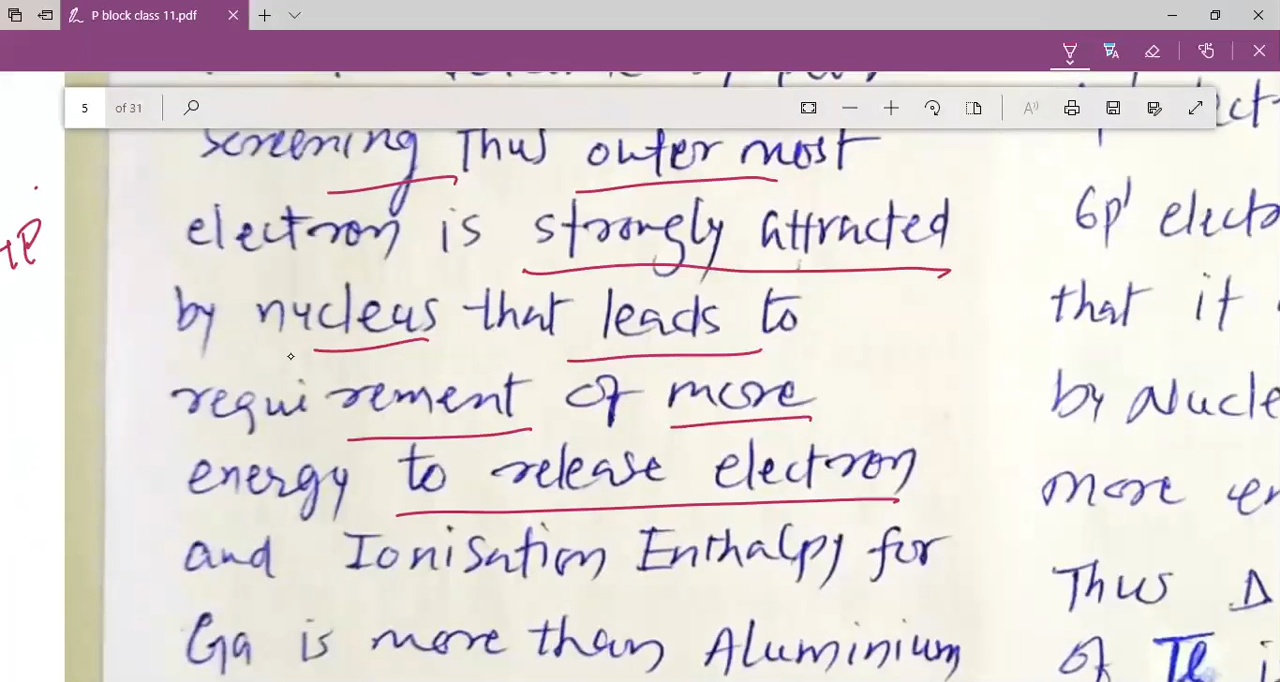 P block class 11.pdf
5 of 31
screening Thus outer most
electron is strongly attracted
by nucleus that leads to
requirement of more
energy to release electron
and Ionisation Enthalpy for
Ga is more than Aluminium
6p' electro
that it
by Nucle
more en
Thus Δ
of Tl i